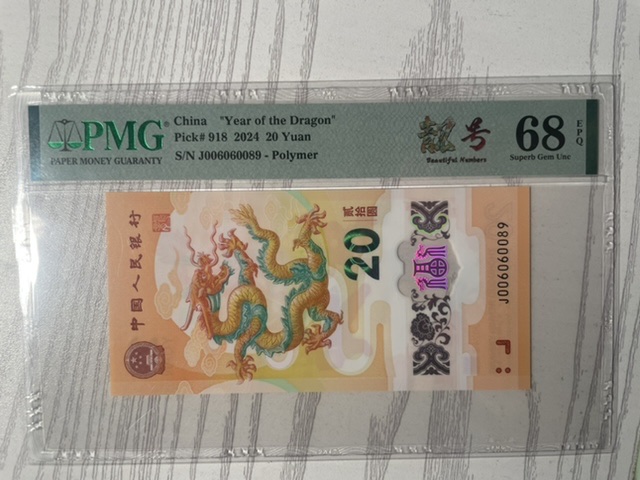 PMG
PAPER MONEY GUARANTY
China "Year of the Dragon"
Pick# 918 2024 20 Yuan
S/N J006060089 - Polymer
靓号
Beautiful Numbers
68
EPQ
Superb Gem Unc
中国人民银行
贰拾圆
20
J006060089